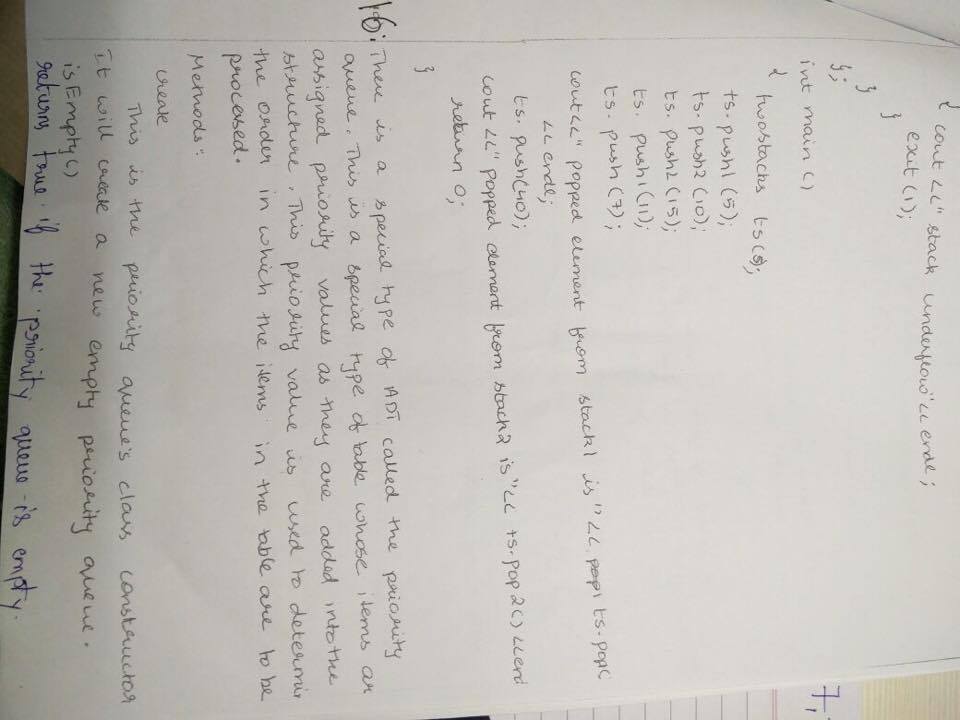 { cout <<" stack underflow"<< endl;
exit (1);
}
}
};
int main ()
{
twostacks ts(5);
ts. push1 (5);
ts. push2 (10);
ts. push2 (15);
ts. push1 (11);
ts. push (7);
cout<<" popped element from stack1 is "<< pop1 ts.pop(
<< endl;
ts. push(40);
cout <<" popped element from stack2 is "<< ts.pop2() <<end
return 0;
}
16: There is a special type of ADT called the priority
queue. This is a special type of table whose items ar
assigned priority values as they are added into the
structure. This priority value is used to determi
the order in which the items in the table are to be
processed.
Methods:
create
This is the priority queue's class constructor
It will create a new empty priority queue.
isEmpty()
returns true if the priority queue is empty.
7,